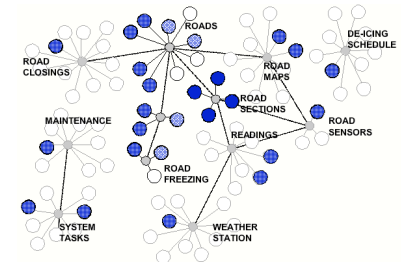 ROADS
DE-ICING
SCHEDULE
ROAD
CLOSINGS
ROAD
MAPS
ROAD
SECTIONS
MAINTENANCE
READINGS
ROAD
SENSORS
ROAD
FREEZING
SYSTEM
TASKS
WEATHER
STATION